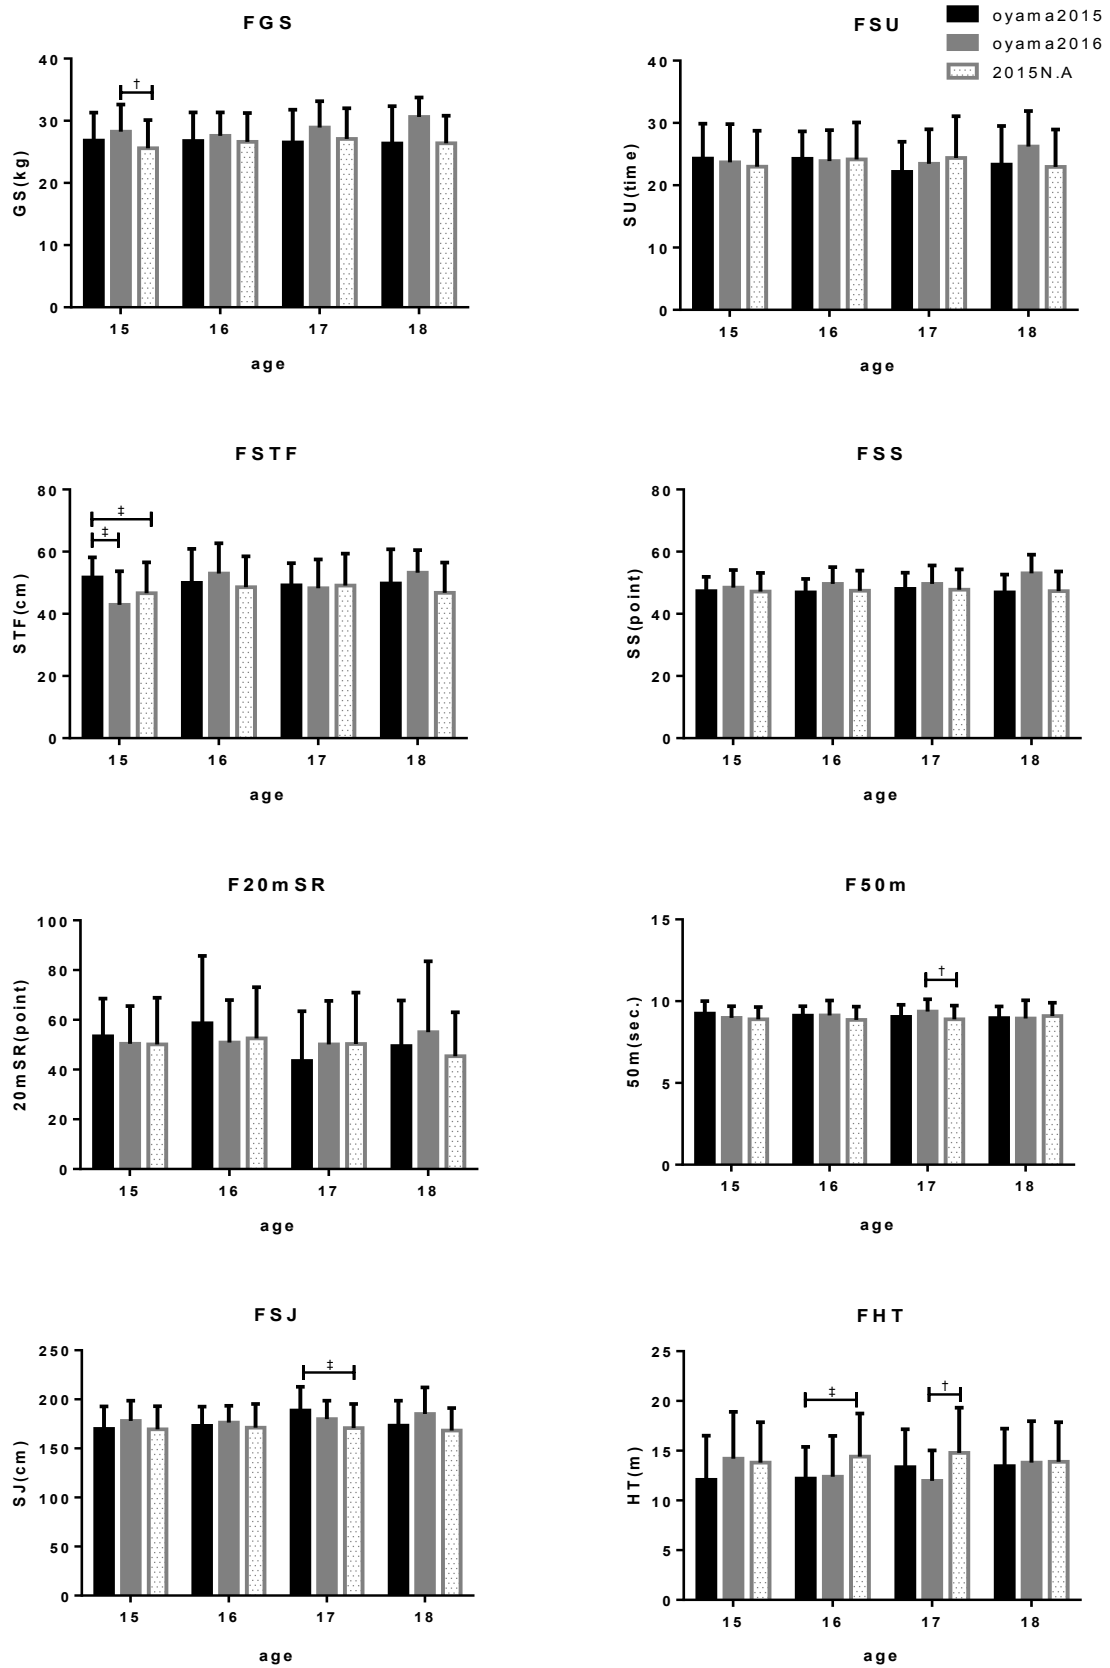 FGS
GS(kg)
40
†
30
20
10
0
15 16 17 18
age
FSU
oyama2015
oyama2016
2015N.A
SU(time)
40
30
20
10
0
15 16 17 18
age
FSTF
STF(cm)
80
‡
‡
60
40
20
0
15 16 17 18
age
FSS
SS(point)
80
60
40
20
0
15 16 17 18
age
F20mSR
20mSR(point)
100
80
60
40
20
0
15 16 17 18
age
F50m
50m(sec.)
15
†
10
5
0
15 16 17 18
age
FSJ
SJ(cm)
250
‡
200
150
100
50
0
15 16 17 18
age
FHT
HT(m)
25
‡ †
20
15
10
5
0
15 16 17 18
age